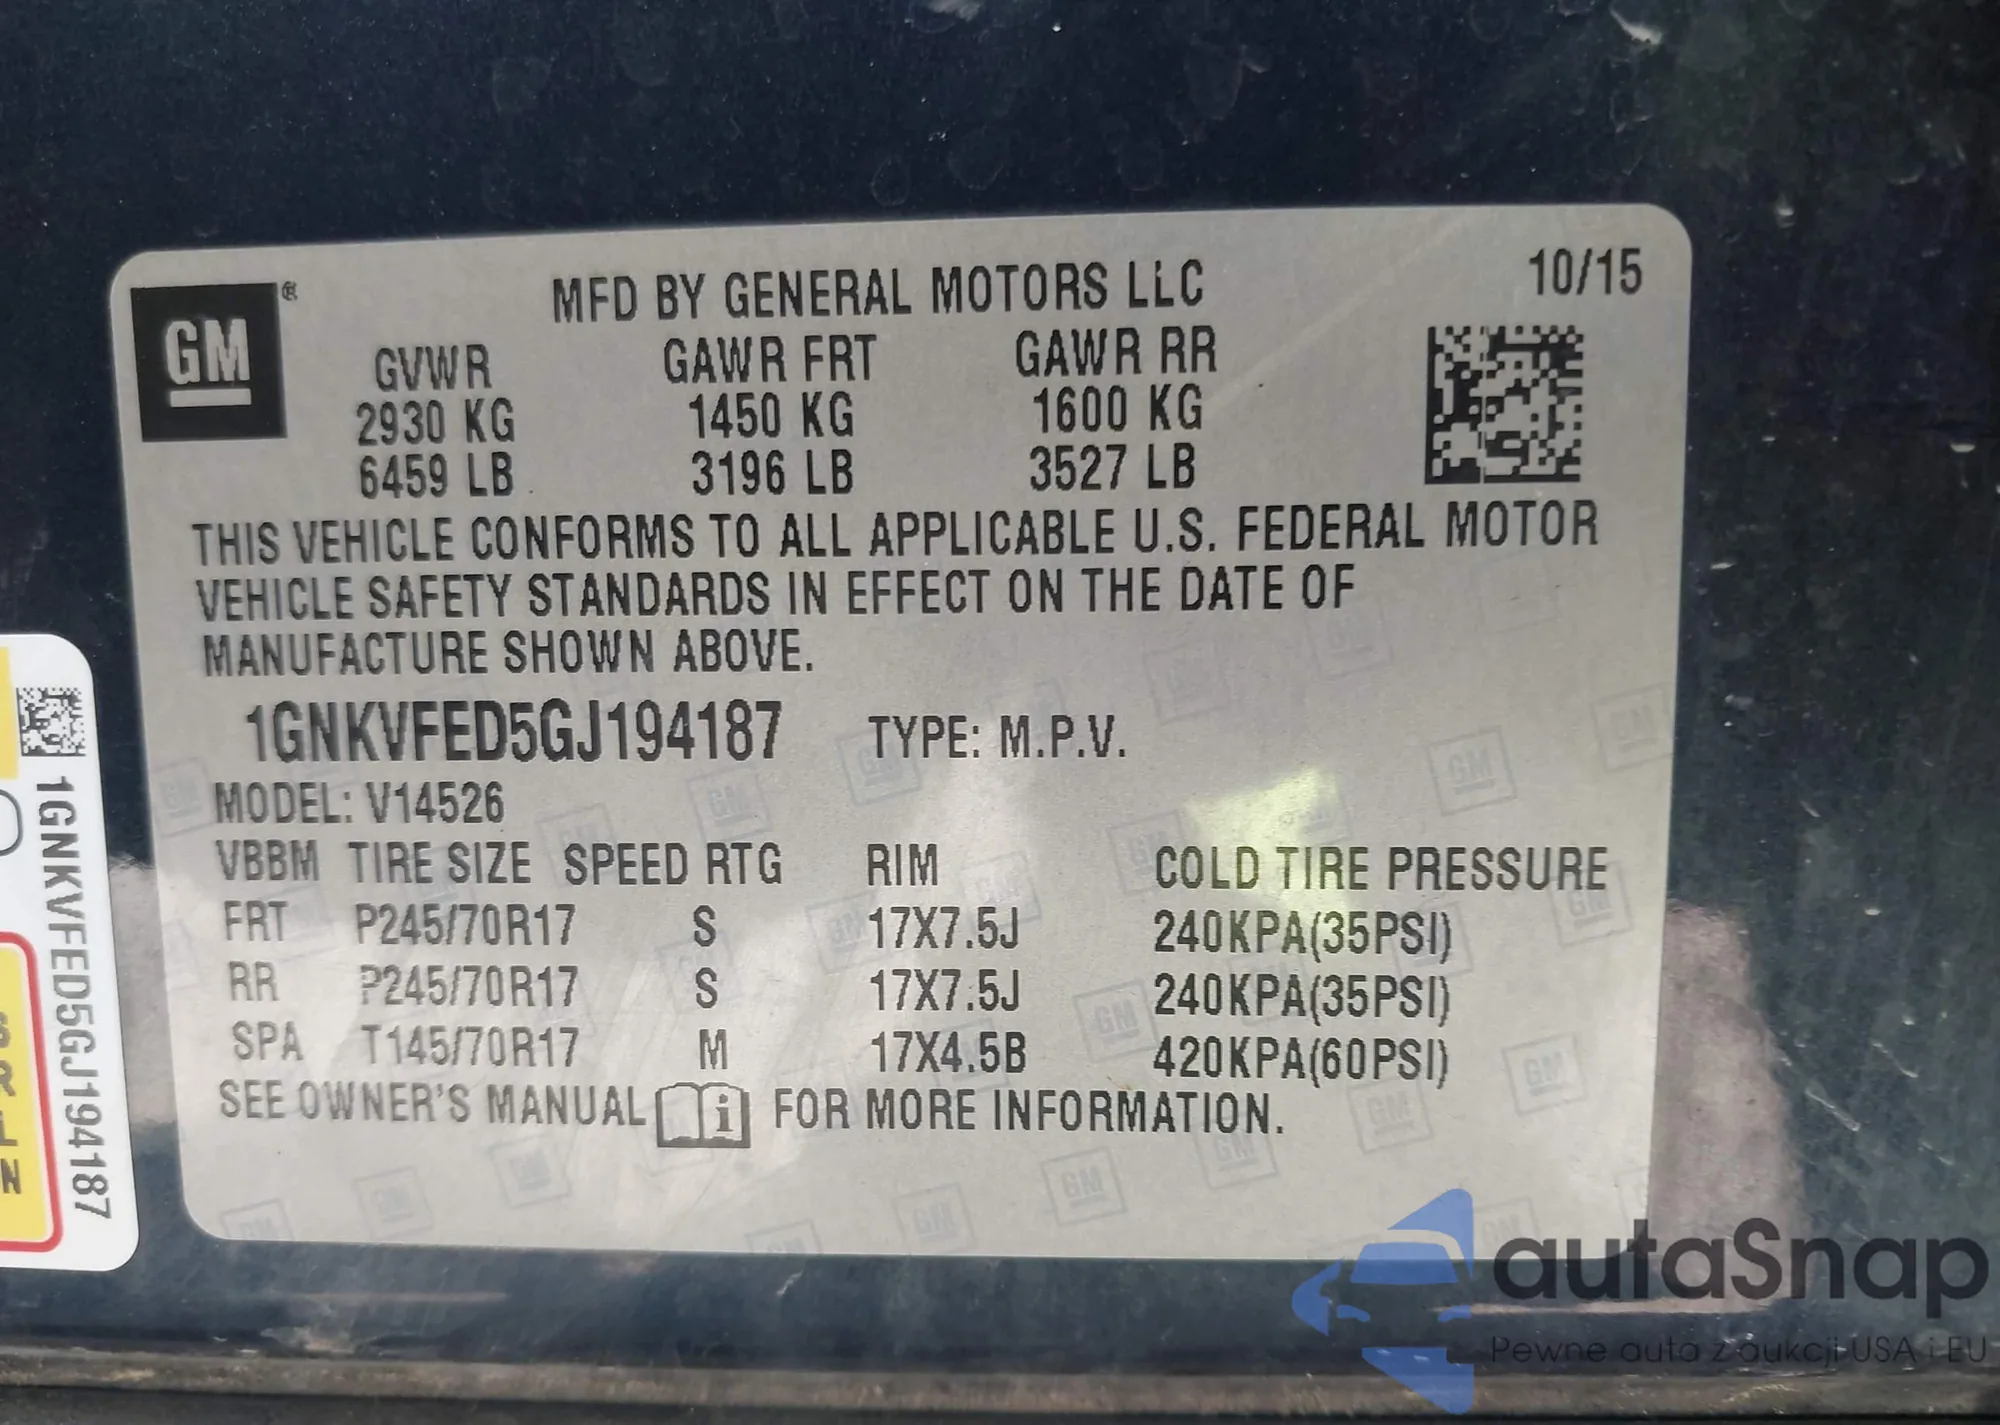 GM®
MFD BY GENERAL MOTORS LLC 10/15
GVWR GAWR FRT GAWR RR
2930 KG 1450 KG 1600 KG
6459 LB 3196 LB 3527 LB
THIS VEHICLE CONFORMS TO ALL APPLICABLE U.S. FEDERAL MOTOR
VEHICLE SAFETY STANDARDS IN EFFECT ON THE DATE OF
MANUFACTURE SHOWN ABOVE.
1GNKVFED5GJ194187 TYPE: M.P.V.
MODEL: V14526
VBBM TIRE SIZE SPEED RTG RIM COLD TIRE PRESSURE
FRT P245/70R17 S 17X7.5J 240KPA(35PSI)
RR P245/70R17 S 17X7.5J 240KPA(35PSI)
SPA T145/70R17 M 17X4.5B 420KPA(60PSI)
SEE OWNER'S MANUAL i FOR MORE INFORMATION.
1GNKVFED5GJ194187
autaSnap
Pewne auta z aukcji USA i EU